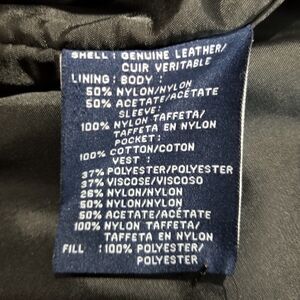 SHELL : GENUINE LEATHER/
CUIR VERITABLE
LINING : BODY :
50% NYLON/NYLON
50% ACETATE/ACÉTATE
SLEEVE :
100% NYLON TAFFETA/
TAFFETA EN NYLON
POCKET :
100% COTTON/COTON
VEST :
37% POLYESTER/POLYESTER
37% VISCOSE/VISCOSO
26% NYLON/NYLON
50% NYLON/NYLON
50% ACETATE/ACÉTATE
100% NYLON TAFFETA/
TAFFETA EN NYLON
FILL : 100% POLYESTER/
POLYESTER